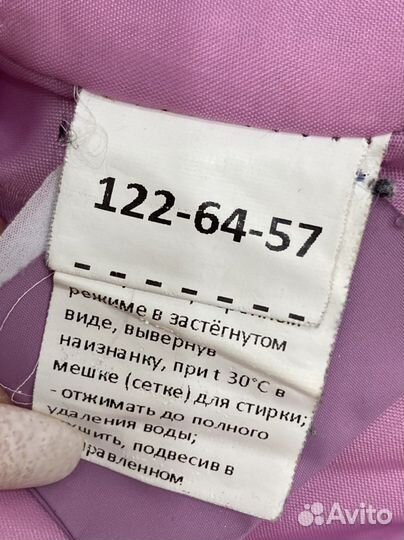 122-64-57
режиме в застёгнутом
виде, вывернув
наизнанку, при t 30°C в
мешке (сетке) для стирки;
- отжимать до полного
удаления воды;
подвесив в
Avito